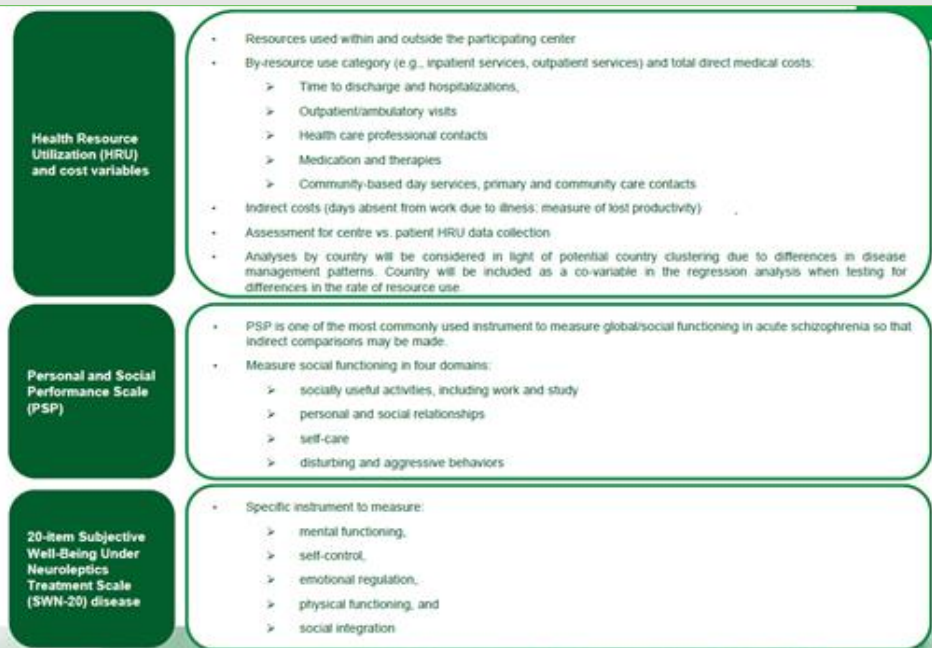 Health Resource
Utilization (HRU)
and cost variables
Resources used within and outside the participating center
By-resource use category (e.g., inpatient services, outpatient services) and total direct medical costs:
Time to discharge and hospitalizations,
Outpatient/ambulatory visits
Health care professional contacts
Medication and therapies
Community-based day services, primary and community care contacts
Indirect costs (days absent from work due to illness: measure of lost productivity)
Assessment for centre vs. patient HRU data collection
Analyses by country will be considered in light of potential country clustering due to differences in disease
management patterns. Country will be included as a co-variable in the regression analysis when testing for
differences in the rate of resource use.
Personal and Social
Performance Scale
(PSP)
PSP is one of the most commonly used instrument to measure global/social functioning in acute schizophrenia so that
indirect comparisons may be made.
Measure social functioning in four domains:
socially useful activities, including work and study
personal and social relationships
self-care
disturbing and aggressive behaviors
20-item Subjective
Well-Being Under
Neuroleptics
Treatment Scale
(SWN-20) disease
Specific instrument to measure:
mental functioning,
self-control,
emotional regulation,
physical functioning, and
social integration